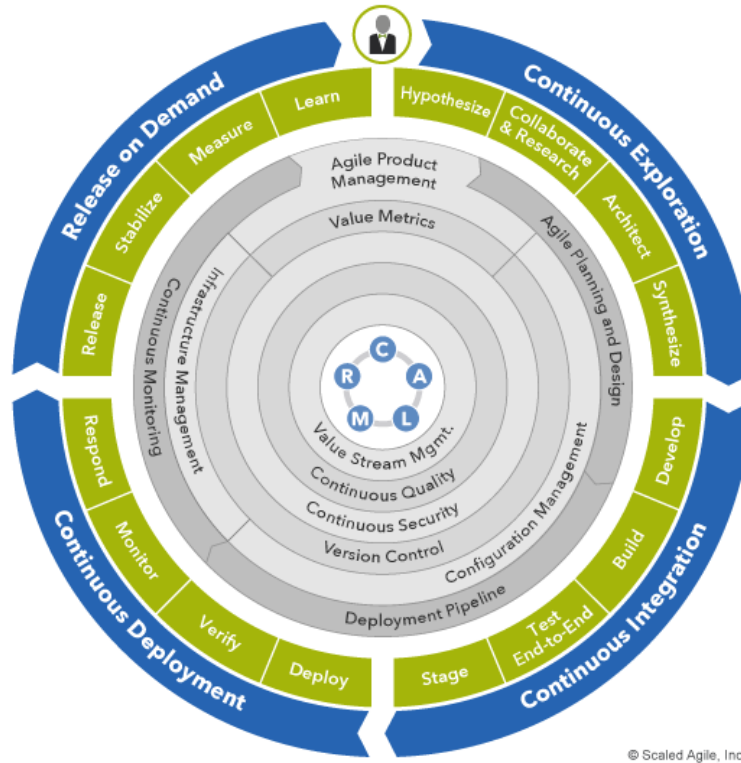 Continuous Exploration
Hypothesize
Collaborate
& Research
Architect
Synthesize
Continuous Integration
Develop
Build
Test
End-to-End
Stage
Continuous Deployment
Deploy
Verify
Monitor
Respond
Release on Demand
Release
Stabilize
Measure
Learn
Agile Product
Management
Agile Planning and Design
Deployment Pipeline
Continuous Monitoring
Value Metrics
Configuration Management
Infrastructure Management
Version Control
Continuous Security
Continuous Quality
Value Stream Mgmt.
C
A
L
M
R
© Scaled Agile, Inc